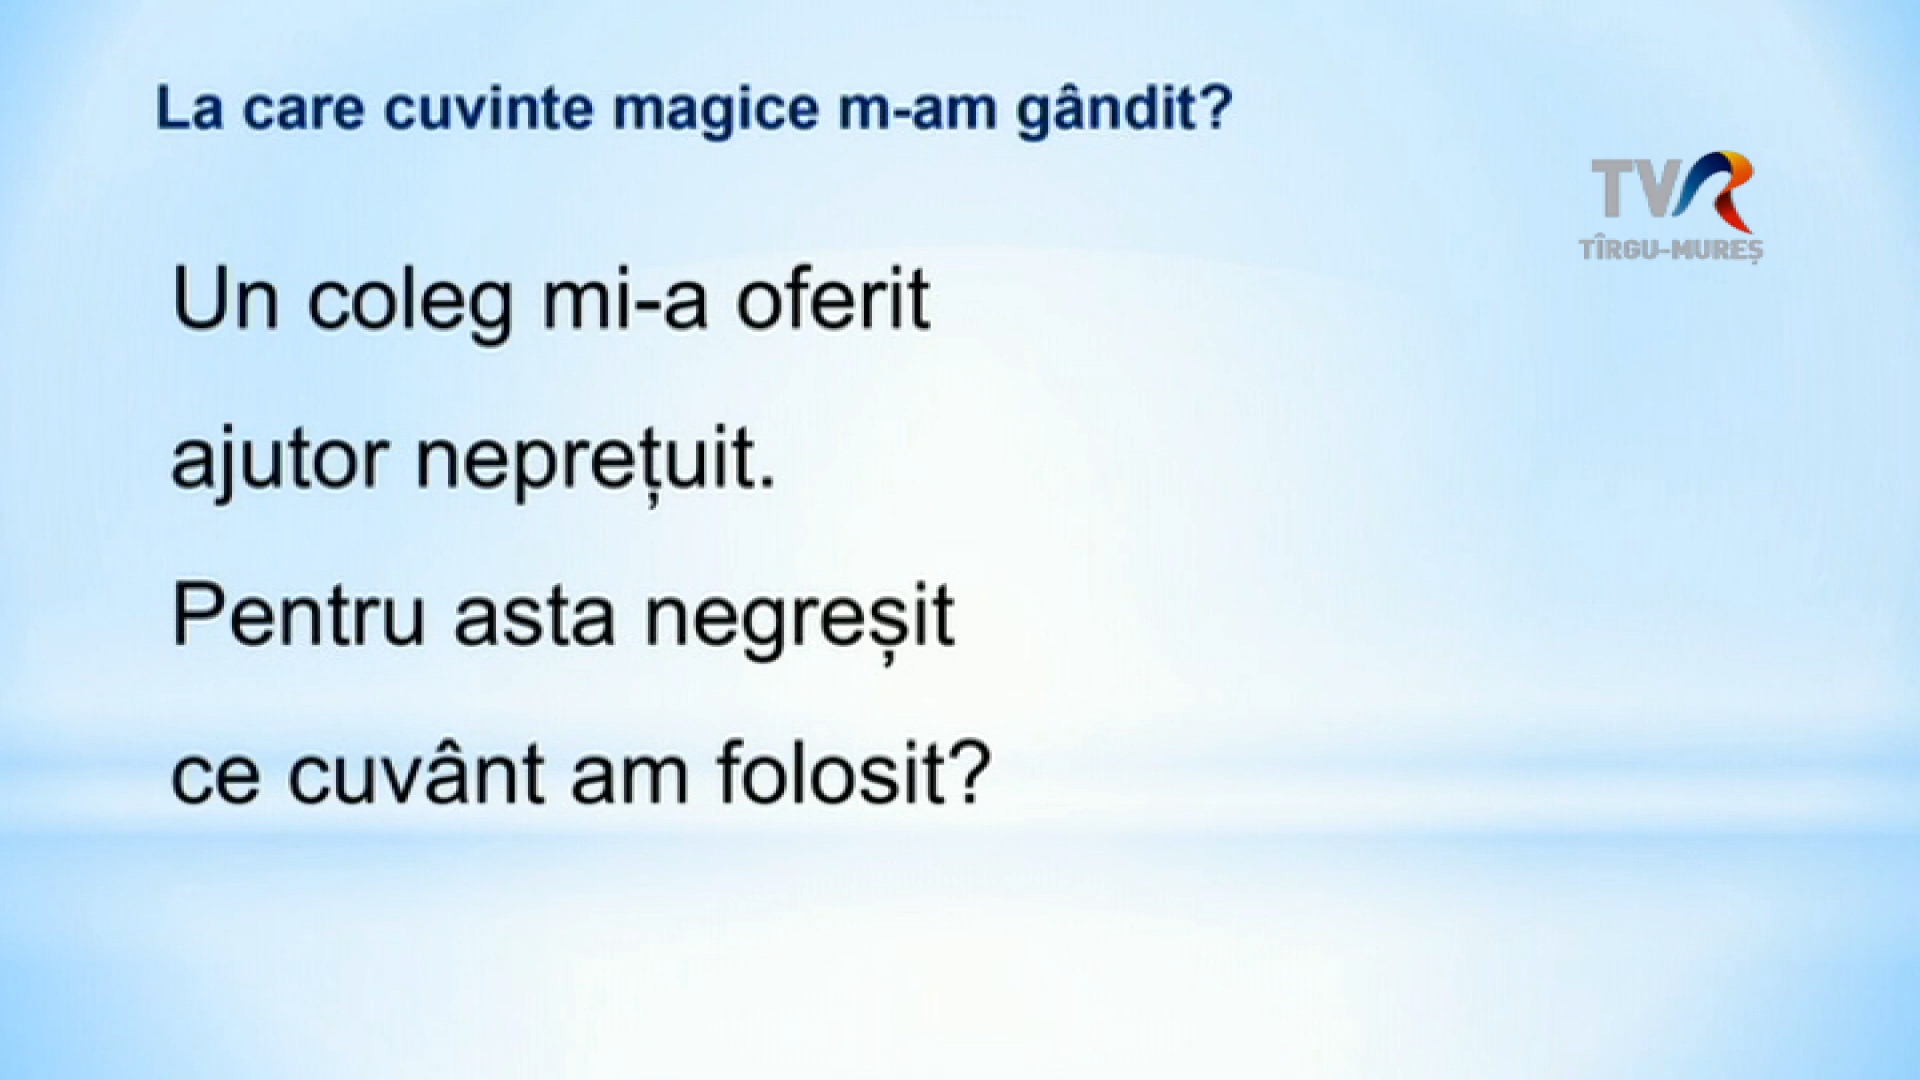 La care cuvinte magice m-am gândit?
TVR
TÎRGU-MUREȘ
Un coleg mi-a oferit
ajutor neprețuit.
Pentru asta negreșit
ce cuvânt am folosit?